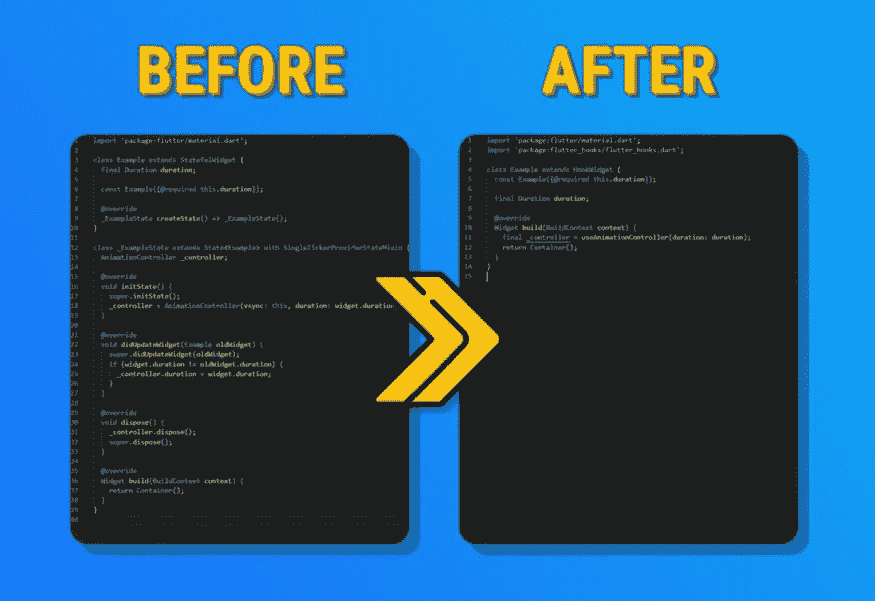 BEFORE
1 import 'package:flutter/material.dart';
2
3 class Example extends StatefulWidget {
4 final Duration duration;
5
6 const Example({@required this.duration});
7
8 @override
9 _ExampleState createState() => _ExampleState();
10 }
11
12 class _ExampleState extends State<Example> with SingleTickerProviderStateMixin {
13 AnimationController _controller;
14
15 @override
16 void initState() {
17 super.initState();
18 _controller = AnimationController(vsync: this, duration: widget.duration
19 }
20
21 @override
22 void didUpdateWidget(Example oldWidget) {
23 super.didUpdateWidget(oldWidget);
24 if (widget.duration != oldWidget.duration) {
25 _controller.duration = widget.duration;
26 }
27 }
28
29 @override
30 void dispose() {
31 _controller.dispose();
32 super.dispose();
33 }
34
35 @override
36 Widget build(BuildContext context) {
37 return Container();
38 }
39 }
40
AFTER
1 import 'package:flutter/material.dart';
2 import 'package:flutter_hooks/flutter_hooks.dart';
3
4 class Example extends HookWidget {
5 const Example({@required this.duration});
6
7 final Duration duration;
8
9 @override
10 Widget build(BuildContext context) {
11 final _controller = useAnimationController(duration: duration);
12 return Container();
13 }
14 }
15